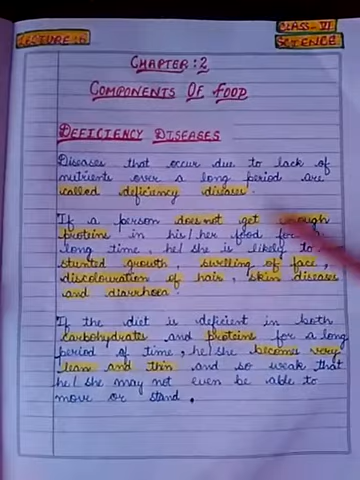 LECTURE:6
CLASS-VI
SCIENCE
CHAPTER:2
COMPONENTS OF FOOD
DEFICIENCY DISEASES
Diseases that occur due to lack of
nutrients over a long period are
called deficiency disease.
If a person does not get enough
proteins in his/her food for
long time, he/she is likely to
stunted growth, swelling of face,
discolouration of hair, skin diseases
and diarrhoea.
If the diet is deficient in both
carbohydrates and proteins for a long
period of time, he/she becomes very
lean and thin and so weak that
he/she may not even be able to
move or stand.